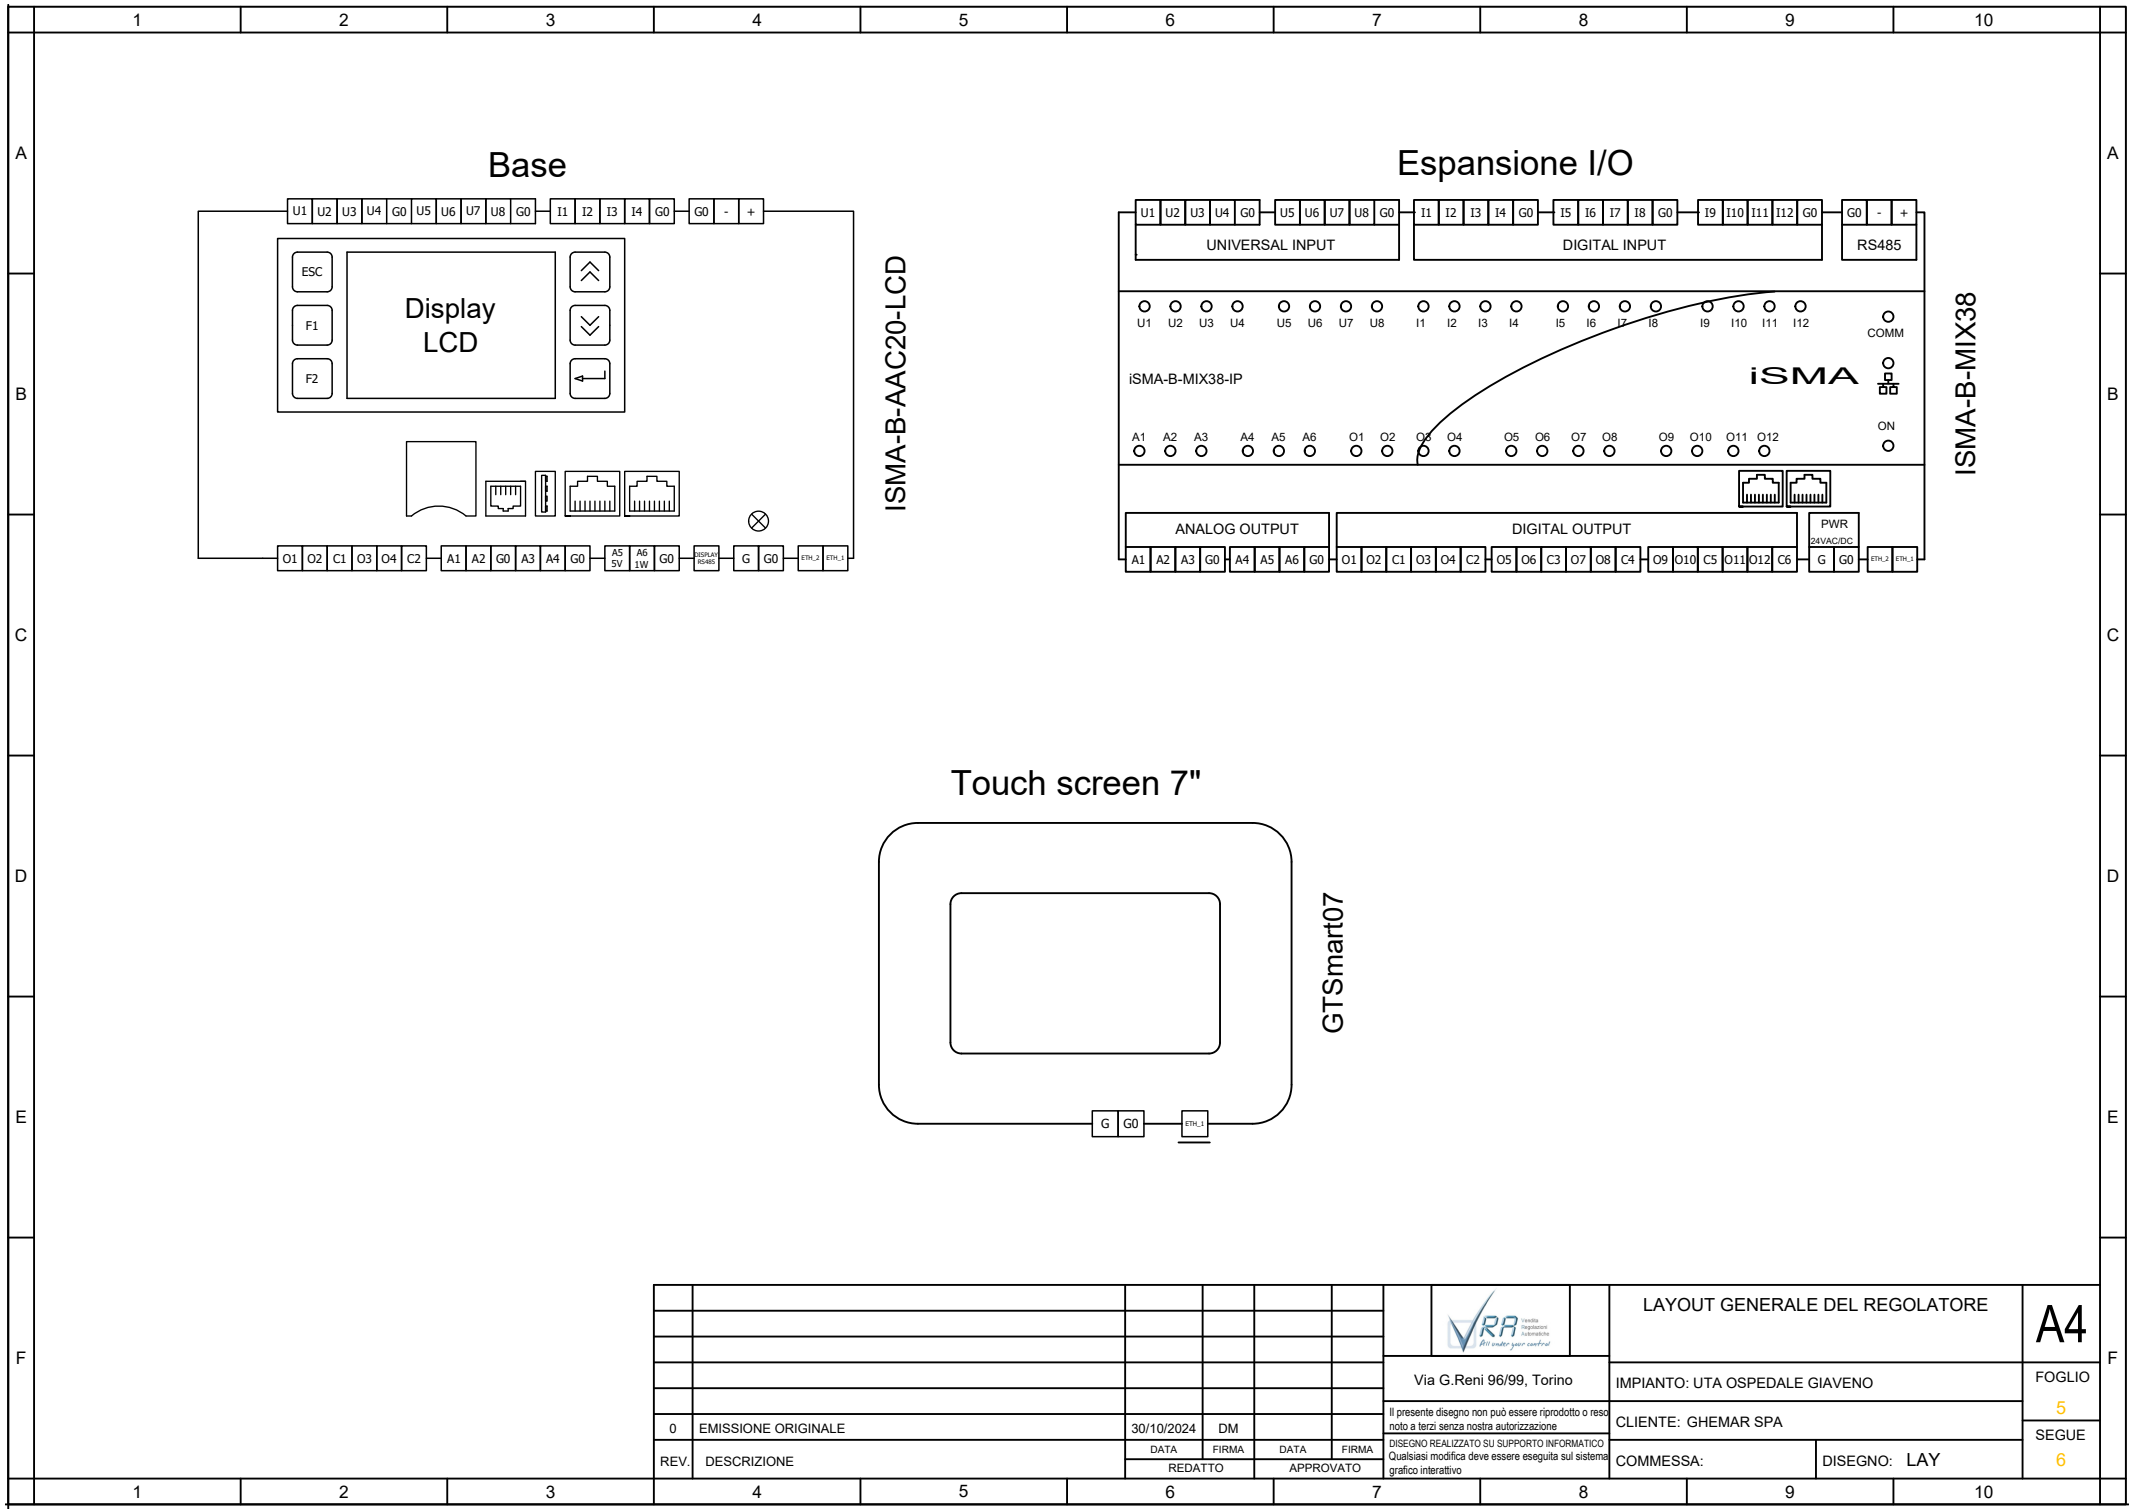 1 2 3 4 5 6 7 8 9 10
A A
Base
U1 U2 U3 U4 G0 U5 U6 U7 U8 G0 I1 I2 I3 I4 G0 G0 - +
ESC
F1
F2
Display
LCD
O1 O2 C1 O3 O4 C2 A1 A2 G0 A3 A4 G0 A5 5V A6 1W G0 DISPLAY RS485 G G0 ETH_2 ETH_1
ISMA-B-AAC20-LCD
Espansione I/O
U1 U2 U3 U4 G0 U5 U6 U7 U8 G0 I1 I2 I3 I4 G0 I5 I6 I7 I8 G0 I9 I10 I11 I12 G0 G0 - +
UNIVERSAL INPUT DIGITAL INPUT RS485
U1 U2 U3 U4 U5 U6 U7 U8 I1 I2 I3 I4 I5 I6 I7 I8 I9 I10 I11 I12
COMM
iSMA-B-MIX38-IP
iSMA
ON
A1 A2 A3 A4 A5 A6 O1 O2 O3 O4 O5 O6 O7 O8 O9 O10 O11 O12
ANALOG OUTPUT DIGITAL OUTPUT PWR
24VAC/DC
A1 A2 A3 G0 A4 A5 A6 G0 O1 O2 C1 O3 O4 C2 O5 O6 C3 O7 O8 C4 O9 O10 C5 O11 O12 C6 G G0 ETH_2 ETH_1
ISMA-B-MIX38
B B
C C
Touch screen 7"
D D
GTSmart07
G G0 ETH_1
E E
F F
VRA
Vendita
Regolazioni
Automatiche
All under your control
Via G.Reni 96/99, Torino
Il presente disegno non può essere riprodotto o reso
noto a terzi senza nostra autorizzazione
DISEGNO REALIZZATO SU SUPPORTO INFORMATICO
Qualsiasi modifica deve essere eseguita sul sistema
grafico interattivo
LAYOUT GENERALE DEL REGOLATORE
A4
IMPIANTO: UTA OSPEDALE GIAVENO
FOGLIO
5
CLIENTE: GHEMAR SPA
SEGUE
6
COMMESSA:
DISEGNO: LAY
0 EMISSIONE ORIGINALE 30/10/2024 DM
REV. DESCRIZIONE DATA FIRMA DATA FIRMA
REDATTO APPROVATO
1 2 3 4 5 6 7 8 9 10